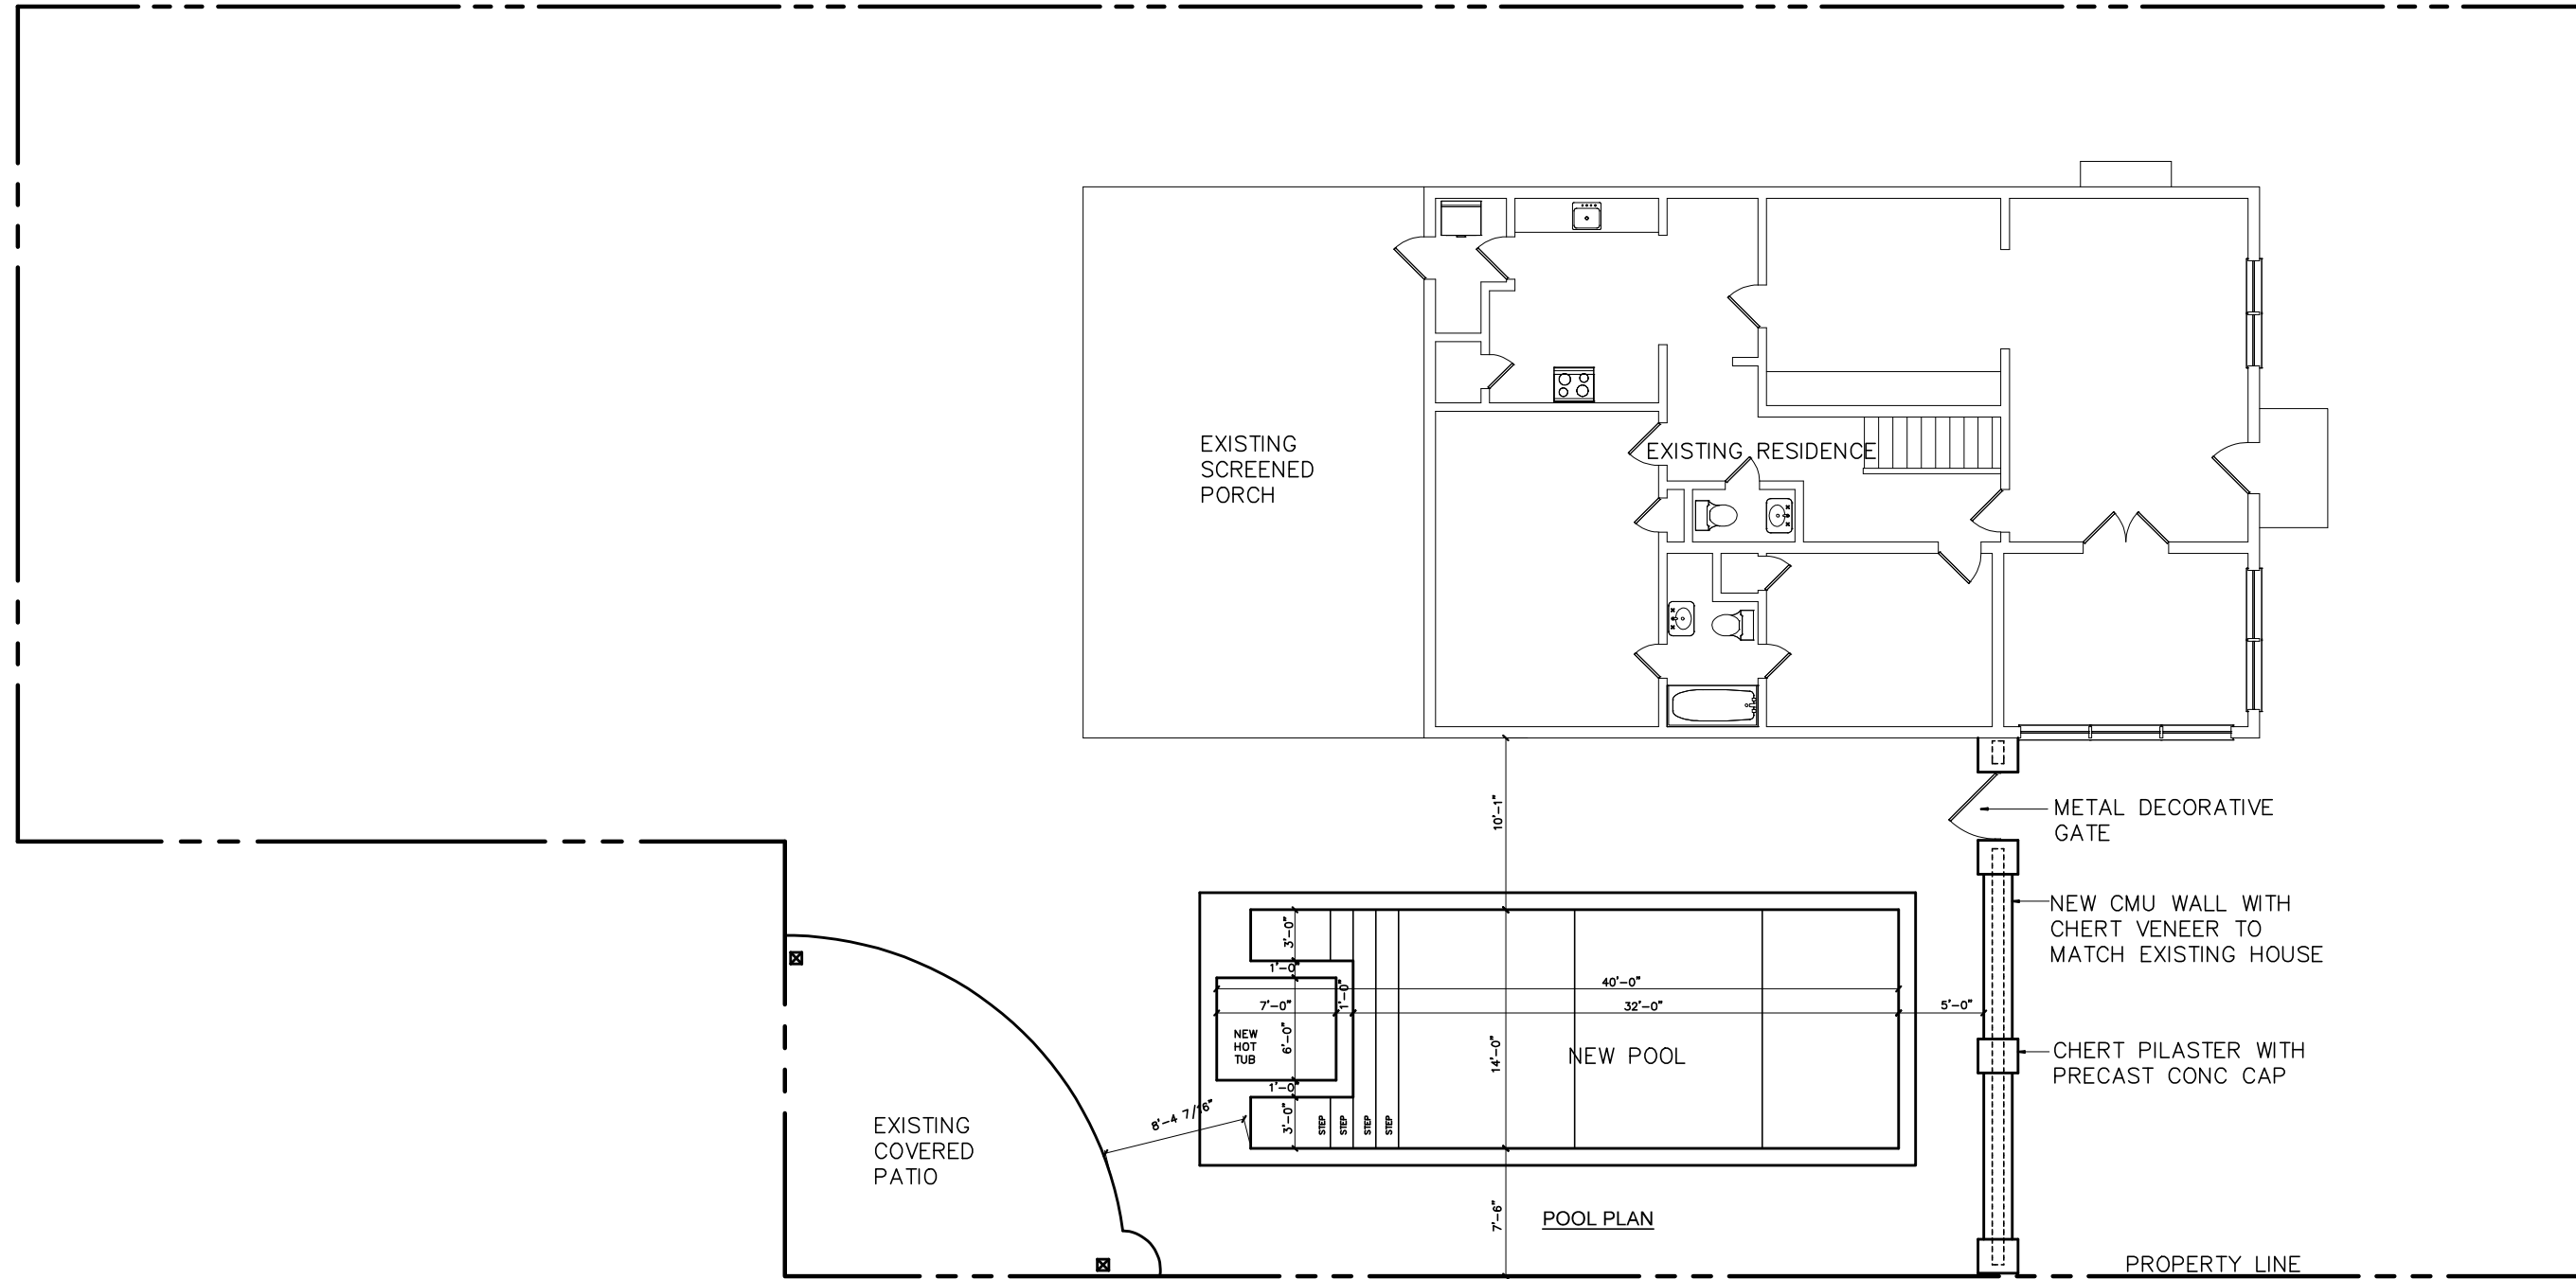 EXISTING
SCREENED
PORCH
EXISTING RESIDENCE
10'-1"
METAL DECORATIVE
GATE
NEW CMU WALL WITH
CHERT VENEER TO
MATCH EXISTING HOUSE
3'-0"
1'-0"
1'-0"
40'-0"
7'-0"
32'-0"
5'-0"
NEW
HOT
TUB
6'-0"
14'-0"
NEW POOL
CHERT PILASTER WITH
PRECAST CONC CAP
1'-0"
8'-4 7/16"
3'-0"
STEP
STEP
STEP
STEP
EXISTING
COVERED
PATIO
7'-6"
POOL PLAN
PROPERTY LINE